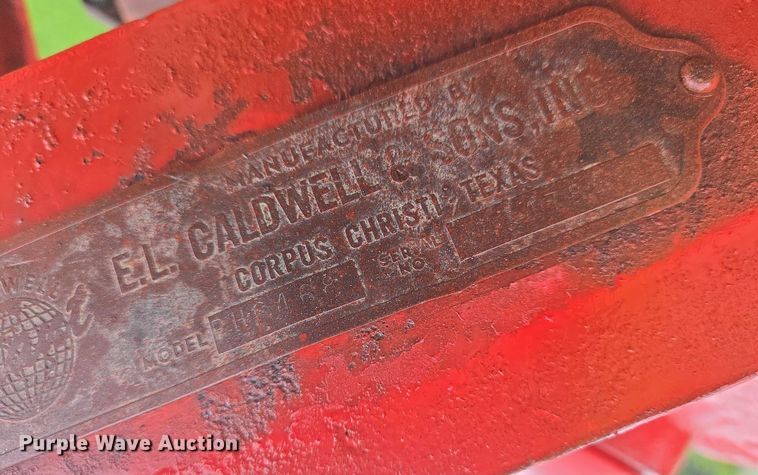 MANUFACTURED BY
E.L. CALDWELL & SONS, INC.
CORPUS CHRISTI, TEXAS
MODEL
SERIAL NO.
Purple Wave Auction